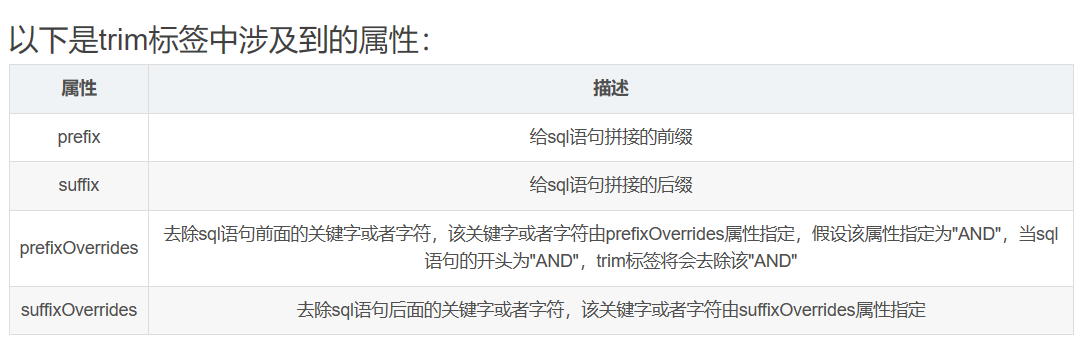 以下是trim标签中涉及到的属性：
属性 描述
prefix 给sql语句拼接的前缀
suffix 给sql语句拼接的后缀
prefixOverrides 去除sql语句前面的关键字或者字符，该关键字或者字符由prefixOverrides属性指定，假设该属性指定为"AND"，当sql
语句的开头为"AND"，trim标签将会去除该"AND"
suffixOverrides 去除sql语句后面的关键字或者字符，该关键字或者字符由suffixOverrides属性指定